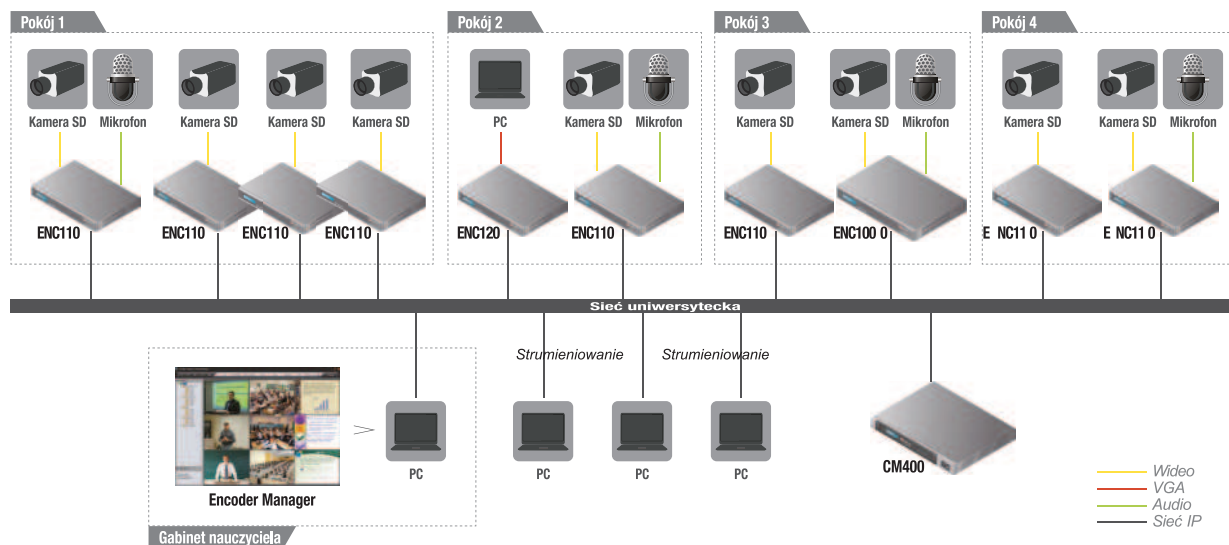 Pokój 1
Pokój 2
Pokój 3
Pokój 4
Kamera SD Mikrofon Kamera SD Kamera SD Kamera SD
PC Kamera SD Mikrofon
Kamera SD Kamera SD Mikrofon
Kamera SD Kamera SD Mikrofon
ENC110 ENC110 ENC110 ENC110
ENC120 ENC110
ENC110 ENC100 0
E NC11 0 E NC11 0
Sieć uniwersytecka
Strumieniowanie Strumieniowanie
PC PC PC PC
Encoder Manager
Gabinet nauczyciela
CM400
Wideo
VGA
Audio
Sieć IP